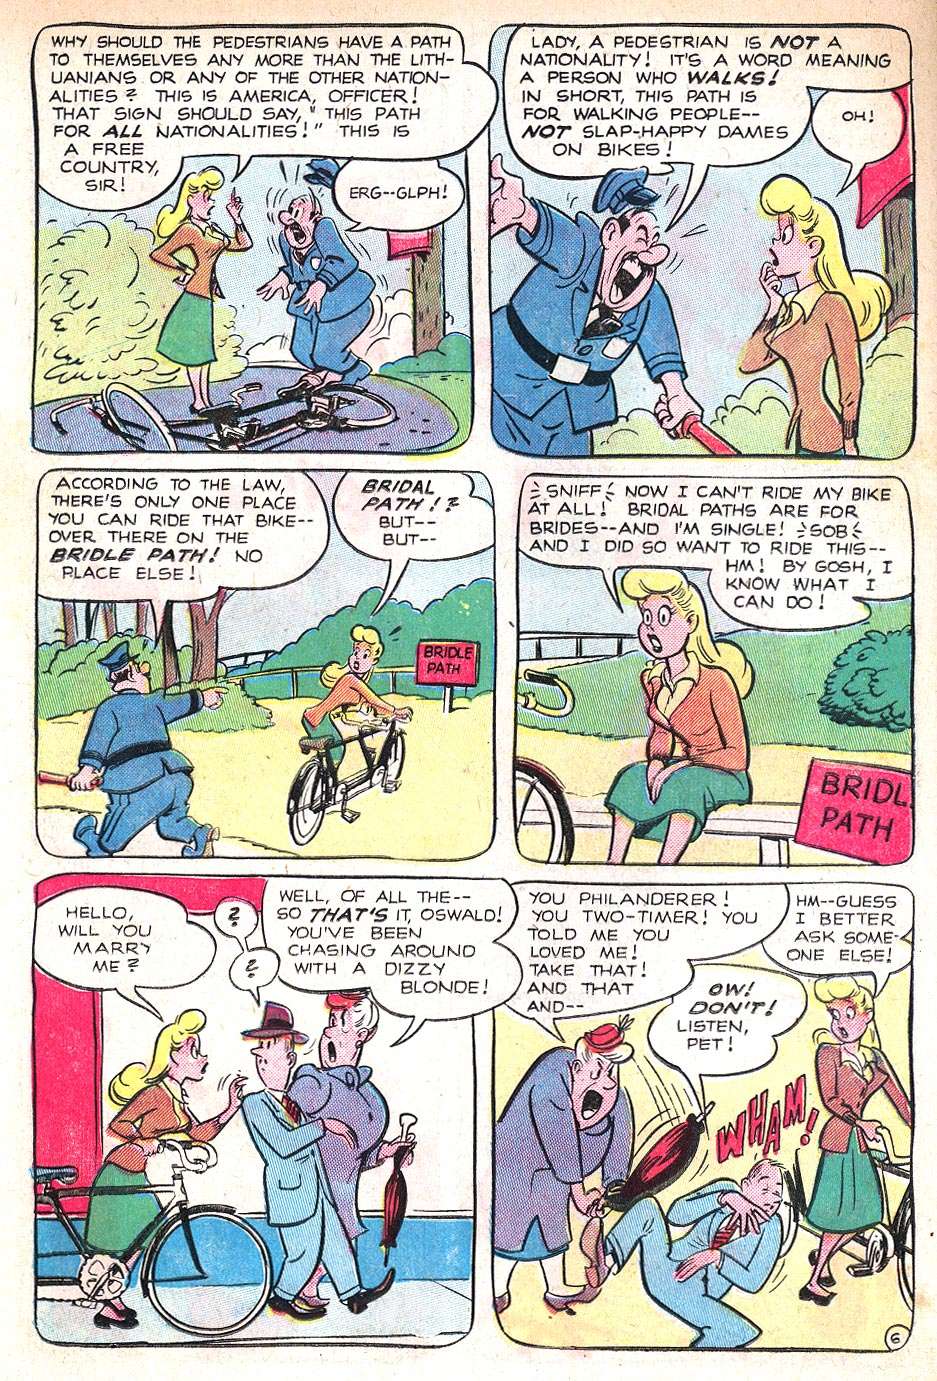 WHY SHOULD THE PEDESTRIANS HAVE A PATH
TO THEMSELVES ANY MORE THAN THE LITH-
UANIANS OR ANY OF THE OTHER NATION-
ALITIES? THIS IS AMERICA, OFFICER!
THAT SIGN SHOULD SAY, "THIS PATH
FOR ALL NATIONALITIES!" THIS IS
A FREE
COUNTRY,
SIR!
ERG--GLPH!
LADY, A PEDESTRIAN IS NOT A
NATIONALITY! IT'S A WORD MEANING
A PERSON WHO WALKS!
IN SHORT, THIS PATH IS
FOR WALKING PEOPLE--
NOT SLAP-HAPPY DAMES
ON BIKES!
OH!
ACCORDING TO THE LAW,
THERE'S ONLY ONE PLACE
YOU CAN RIDE THAT BIKE--
OVER THERE ON THE
BRIDLE PATH! NO
PLACE ELSE!
BRIDAL
PATH!?
BUT--
BUT--
BRIDLE
PATH
SNIFF NOW I CAN'T RIDE MY BIKE
AT ALL! BRIDAL PATHS ARE FOR
BRIDES--AND I'M SINGLE! SOB
AND I DID SO WANT TO RIDE THIS--
HM! BY GOSH, I
KNOW WHAT I
CAN DO!
BRIDL
PATH
HELLO,
WILL YOU
MARRY
ME?
?
?
WELL, OF ALL THE--
SO THAT'S IT, OSWALD!
YOU'VE BEEN
CHASING AROUND
WITH A DIZZY
BLONDE!
YOU PHILANDERER!
YOU TWO-TIMER! YOU
TOLD ME YOU
LOVED ME!
TAKE THAT!
AND THAT
AND--
OW!
DON'T!
LISTEN,
PET!
WHAM!
HM--GUESS
I BETTER
ASK SOME-
ONE ELSE!
6